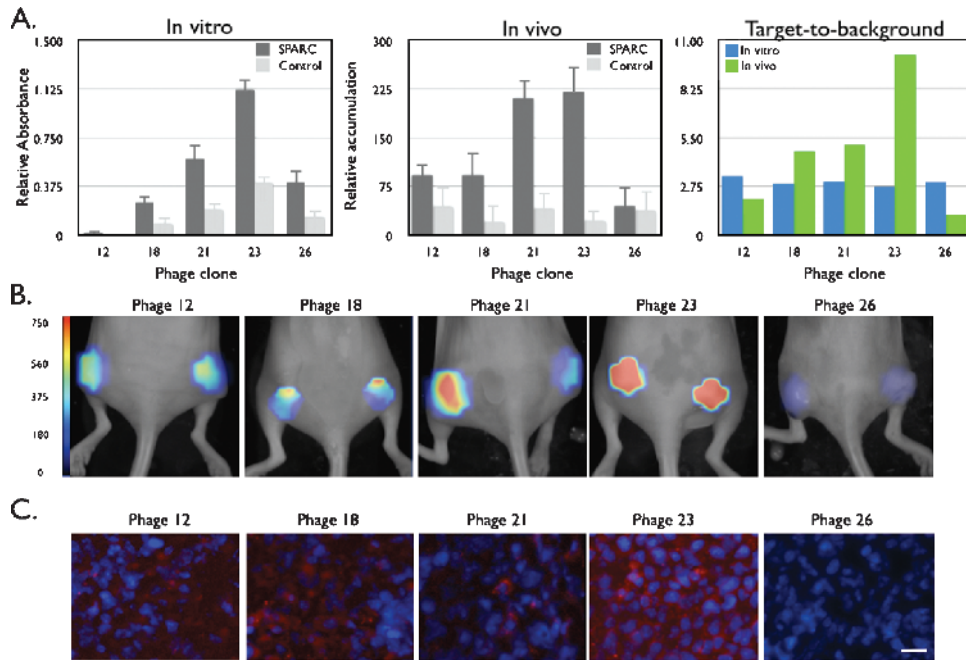 A.
In vitro
1.500
1.125
0.750
0.375
0
Relative Absorbance
SPARC
Control
12 18 21 23 26
Phage clone
In vivo
300
225
150
75
0
Relative accumulation
SPARC
Control
12 18 21 23 26
Phage clone
Target-to-background
11.00
8.25
5.50
2.75
0
In vitro
In vivo
12 18 21 23 26
Phage clone
B.
Phage 12 Phage 18 Phage 21 Phage 23 Phage 26
750
560
375
180
0
C.
Phage 12 Phage 18 Phage 21 Phage 23 Phage 26